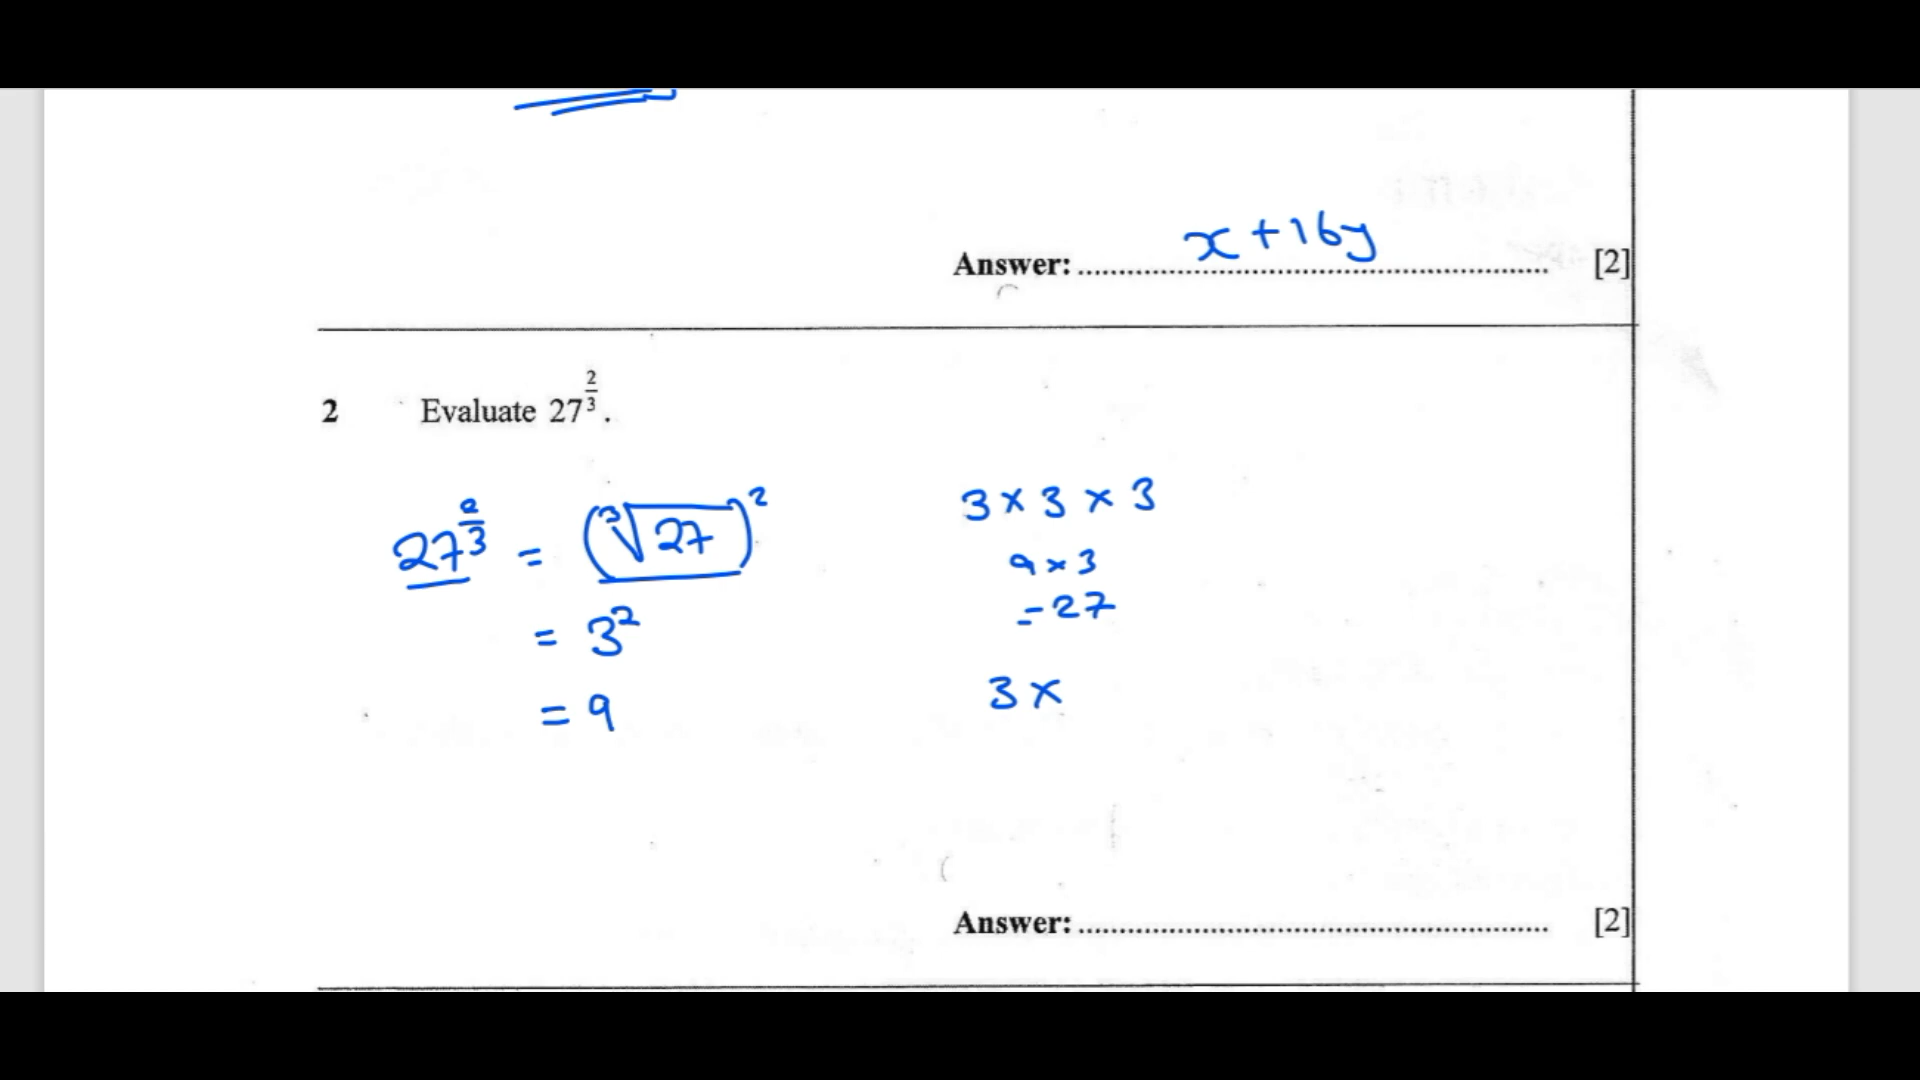 x + 16y
Answer: ........................................................ [2]
2 Evaluate 27^(2/3).
27^(2/3) = (∛27)²
= 3²
= 9
3 × 3 × 3
9 × 3
= 27
3 ×
Answer: ........................................................ [2]